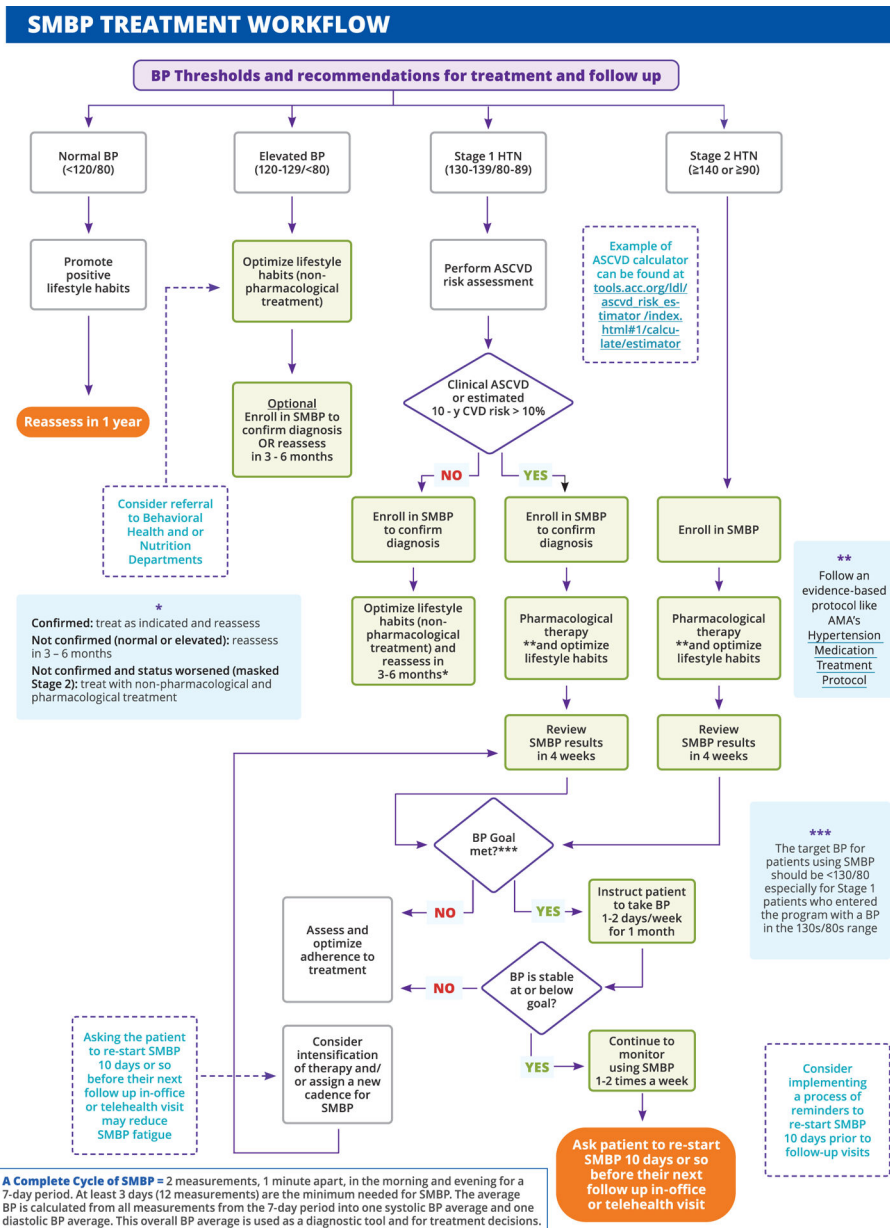 SMBP TREATMENT WORKFLOW
BP Thresholds and recommendations for treatment and follow up
Normal BP
(<120/80)
Elevated BP
(120-129/<80)
Stage 1 HTN
(130-139/80-89)
Stage 2 HTN
(≧140 or ≧90)
Promote
positive
lifestyle habits
Optimize lifestyle
habits (non-
pharmacological
treatment)
Perform ASCVD
risk assessment
Example of
ASCVD calculator
can be found at
tools.acc.org/ldl/
ascvd_risk_es-
timator /index.
html#1/calcu-
late/estimator
Reassess in 1 year
Optional
Enroll in SMBP to
confirm diagnosis
OR reassess
in 3 - 6 months
Clinical ASCVD
or estimated
10 - y CVD risk > 10%
NO
YES
Consider referral
to Behavioral
Health and or
Nutrition
Departments
Enroll in SMBP
to confirm
diagnosis
Enroll in SMBP
to confirm
diagnosis
Enroll in SMBP
**
Follow an
evidence-based
protocol like
AMA's
Hypertension
Medication
Treatment
Protocol
*
Confirmed: treat as indicated and reassess
Not confirmed (normal or elevated): reassess
in 3 – 6 months
Not confirmed and status worsened (masked
Stage 2): treat with non-pharmacological and
pharmacological treatment
Optimize lifestyle
habits (non-
pharmacological
treatment) and
reassess in
3-6 months*
Pharmacological
therapy
**and optimize
lifestyle habits
Pharmacological
therapy
**and optimize
lifestyle habits
Review
SMBP results
in 4 weeks
Review
SMBP results
in 4 weeks
BP Goal
met?***
***
The target BP for
patients using SMBP
should be <130/80
especially for Stage 1
patients who entered
the program with a BP
in the 130s/80s range
NO
YES
Instruct patient
to take BP
1-2 days/week
for 1 month
Assess and
optimize
adherence to
treatment
NO
BP is stable
at or below
goal?
YES
Asking the patient
to re-start SMBP
10 days or so
before their next
follow up in-office
or telehealth visit
may reduce
SMBP fatigue
Consider
intensification
of therapy and/
or assign a new
cadence for
SMBP
Continue to
monitor
using SMBP
1-2 times a week
Consider
implementing
a process of
reminders to
re-start SMBP
10 days prior to
follow-up visits
Ask patient to re-start
SMBP 10 days or so
before their next
follow up in-office
or telehealth visit
A Complete Cycle of SMBP = 2 measurements, 1 minute apart, in the morning and evening for a
7-day period. At least 3 days (12 measurements) are the minimum needed for SMBP. The average
BP is calculated from all measurements from the 7-day period into one systolic BP average and one
diastolic BP average. This overall BP average is used as a diagnostic tool and for treatment decisions.